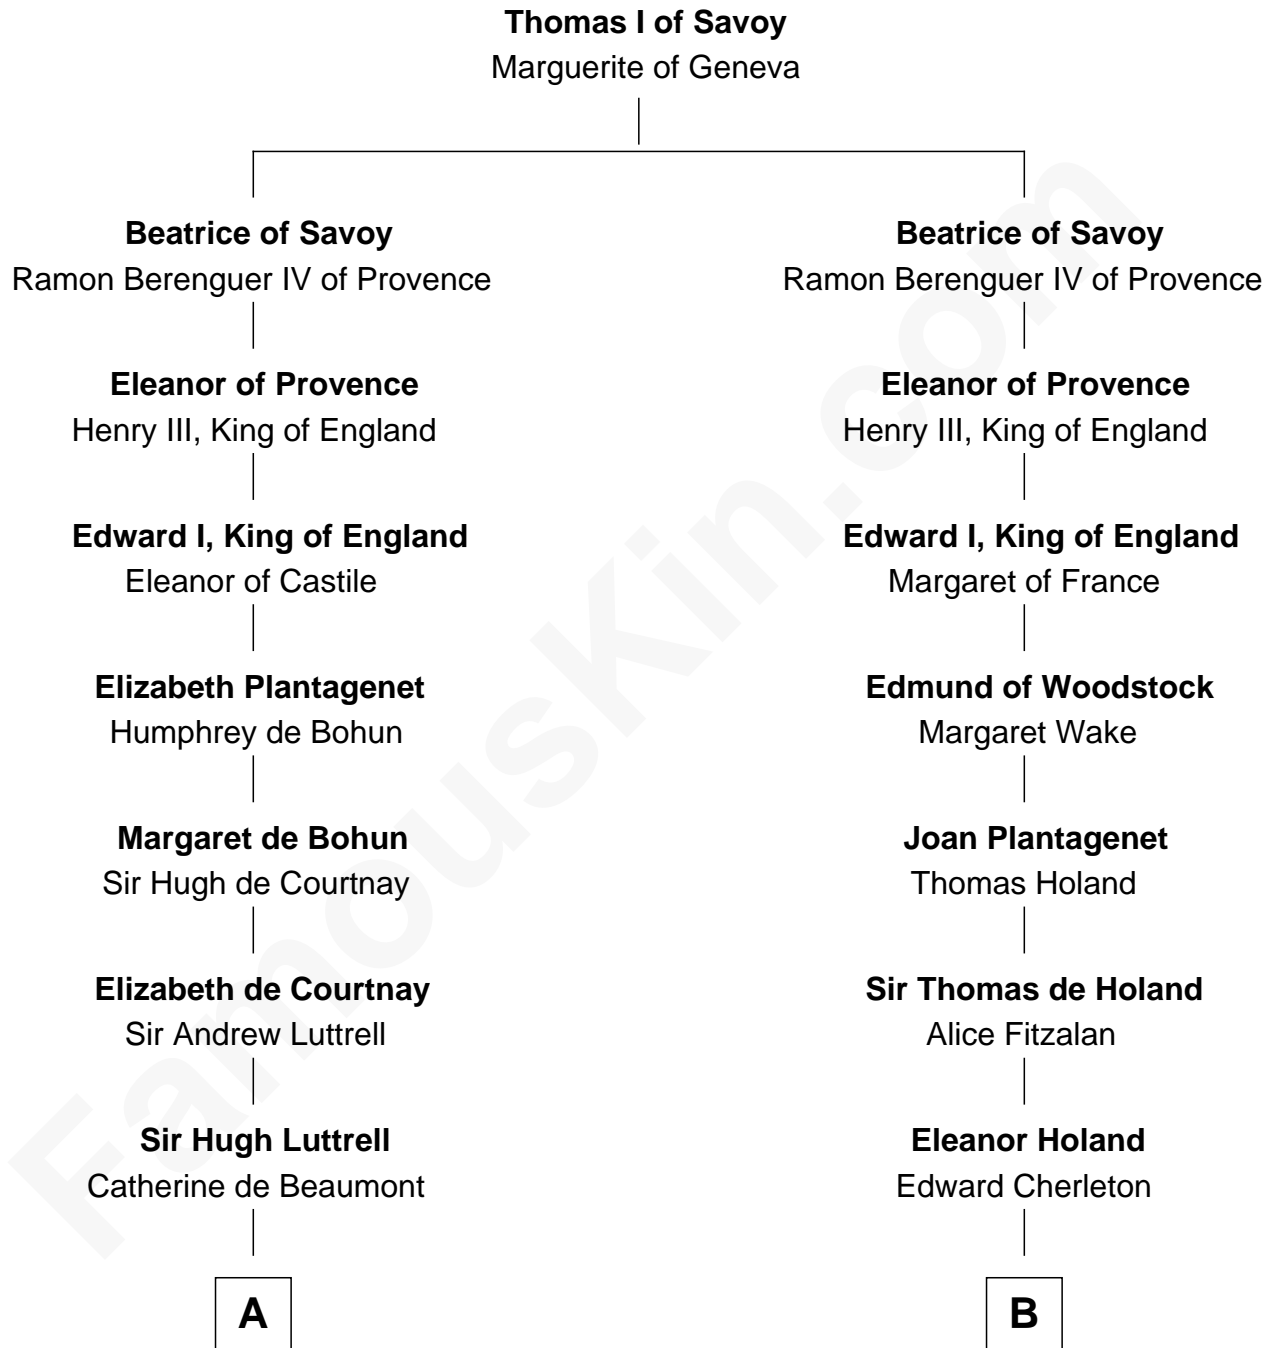 Thomas I of Savoy
Marguerite of Geneva
Beatrice of Savoy
Ramon Berenguer IV of Provence
Eleanor of Provence
Henry III, King of England
Edward I, King of England
Eleanor of Castile
Elizabeth Plantagenet
Humphrey de Bohun
Margaret de Bohun
Sir Hugh de Courtnay
Elizabeth de Courtnay
Sir Andrew Luttrell
Sir Hugh Luttrell
Catherine de Beaumont
A
Beatrice of Savoy
Ramon Berenguer IV of Provence
Eleanor of Provence
Henry III, King of England
Edward I, King of England
Margaret of France
Edmund of Woodstock
Margaret Wake
Joan Plantagenet
Thomas Holand
Sir Thomas de Holand
Alice Fitzalan
Eleanor Holand
Edward Cherleton
B
FamousKin.com